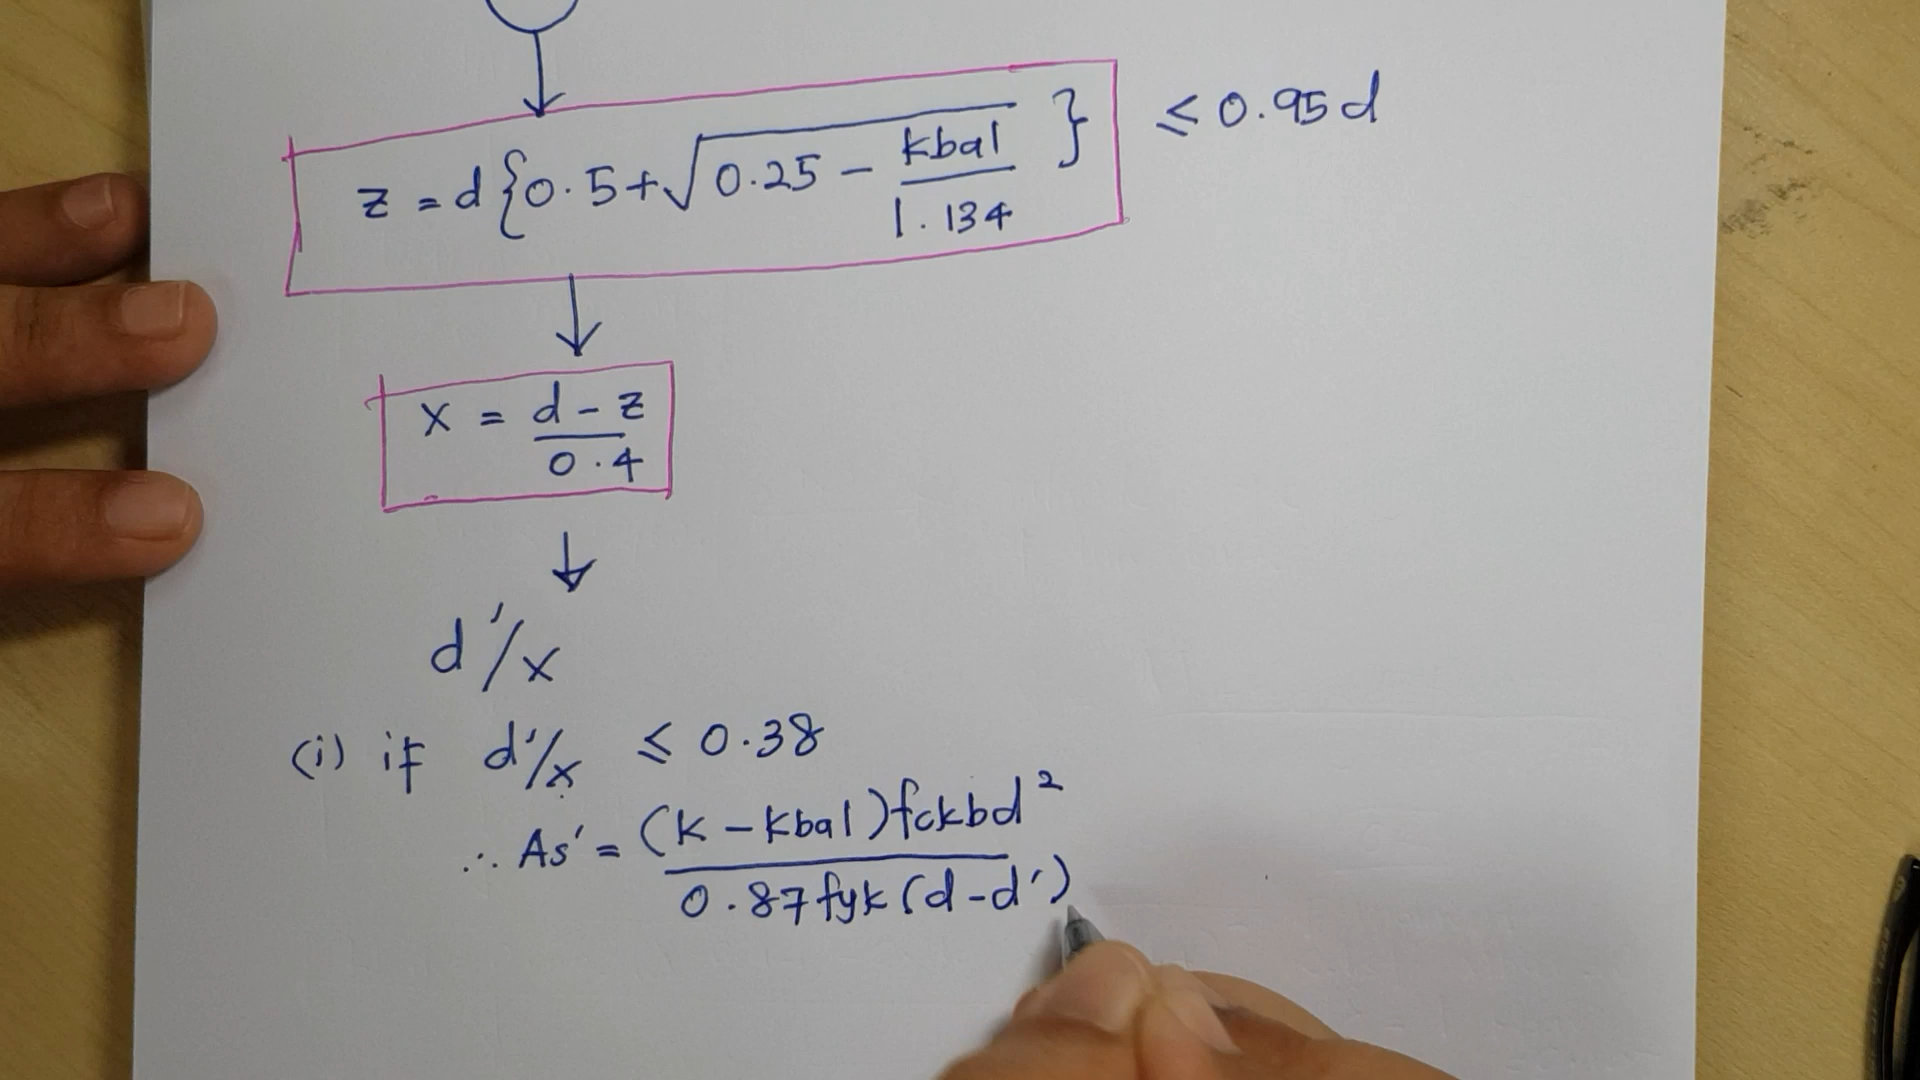 z = d{0.5+√0.25 - kbal/1.134} ≤ 0.95d
x = d-z/0.4
d'/x
(i) if d'/x ≤ 0.38
∴ As' = (k-kbal)fckbd²/0.87fyk(d-d')